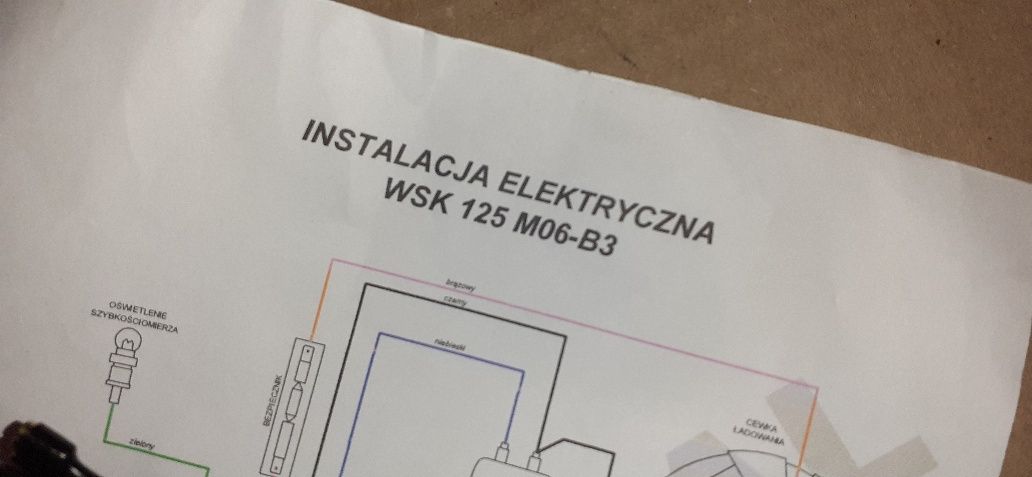 INSTALACJA ELEKTRYCZNA
WSK 125 M06-B3
brązowy
czarny
niebieski
OŚWIETLENIE
SZYBKOŚCIOMIERZA
BEZPIECZNIK
zielony
CEWKA
ŁADOWANIA